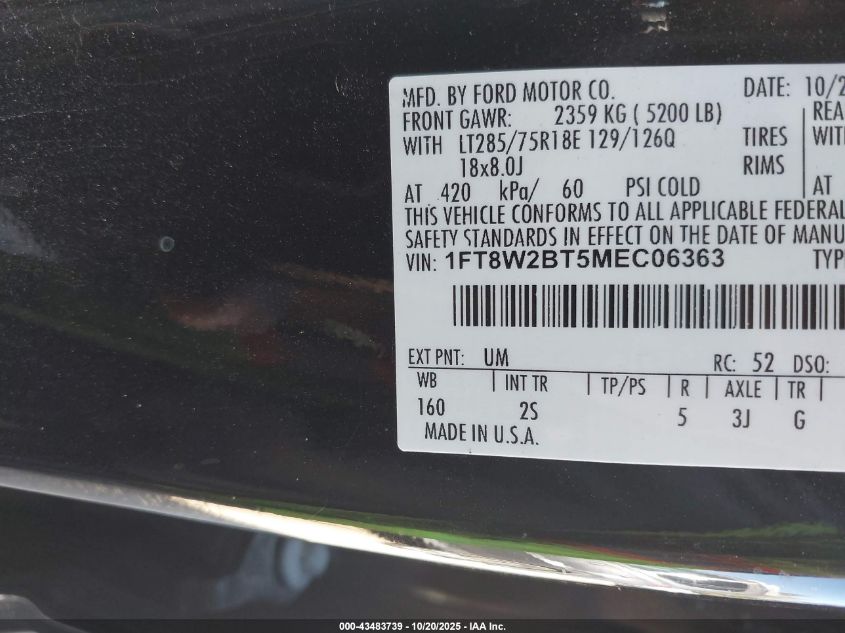 MFD. BY FORD MOTOR CO. DATE: 10/2
FRONT GAWR: 2359 KG ( 5200 LB) REA
WITH LT285/75R18E 129/126Q TIRES WIT
18x8.0J RIMS
AT 420 kPa/ 60 PSI COLD AT
THIS VEHICLE CONFORMS TO ALL APPLICABLE FEDERAL
SAFETY STANDARDS IN EFFECT ON THE DATE OF MANU
VIN: 1FT8W2BT5MEC06363 TYPE
EXT PNT: UM RC: 52 DSO:
WB INT TR TP/PS R AXLE TR
160 2S 5 3J G
MADE IN U.S.A.
000-43483739 - 10/20/2025 - IAA Inc.